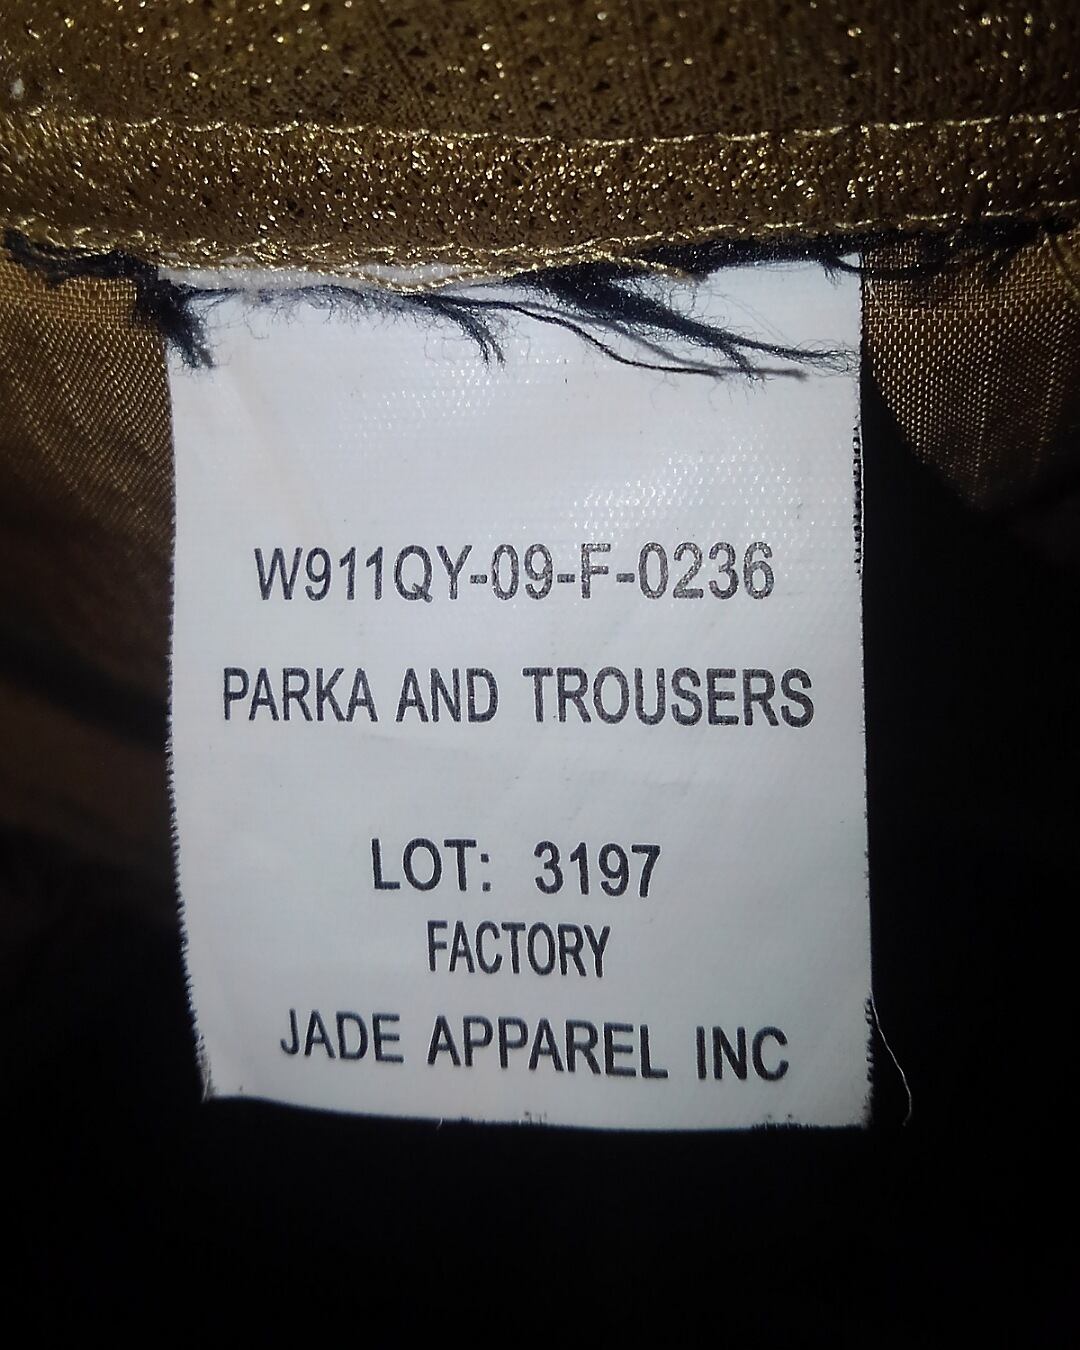 W911QY-09-F-0236
PARKA AND TROUSERS
LOT: 3197
FACTORY
JADE APPAREL INC